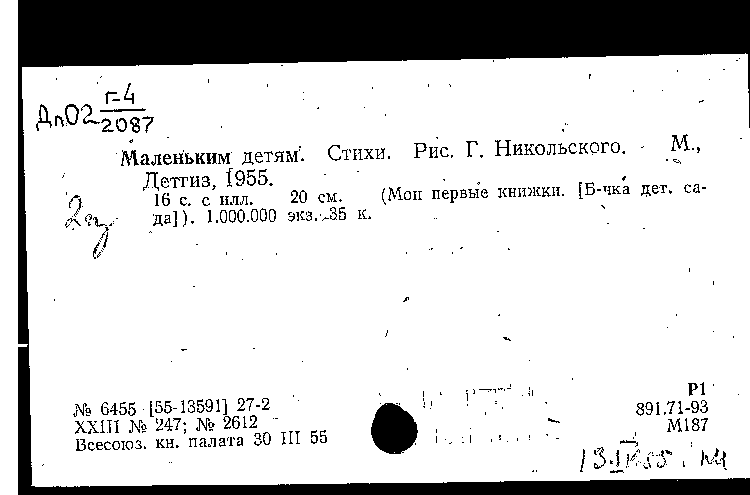 Дп02 Г-4
2087
Маленьким детям. Стихи. Рис. Г. Никольского. М.,
Детгиз, 1955.
16 с. с илл. 20 см. (Мои первые книжки. [Б-чка дет. са-
да]). 1.000.000 экз. 35 к.
2
№ 6455 [55-13591] 27-2
XXIII № 247; № 2612
Всесоюз. кн. палата 30 III 55
Р1
891.71-93
М187